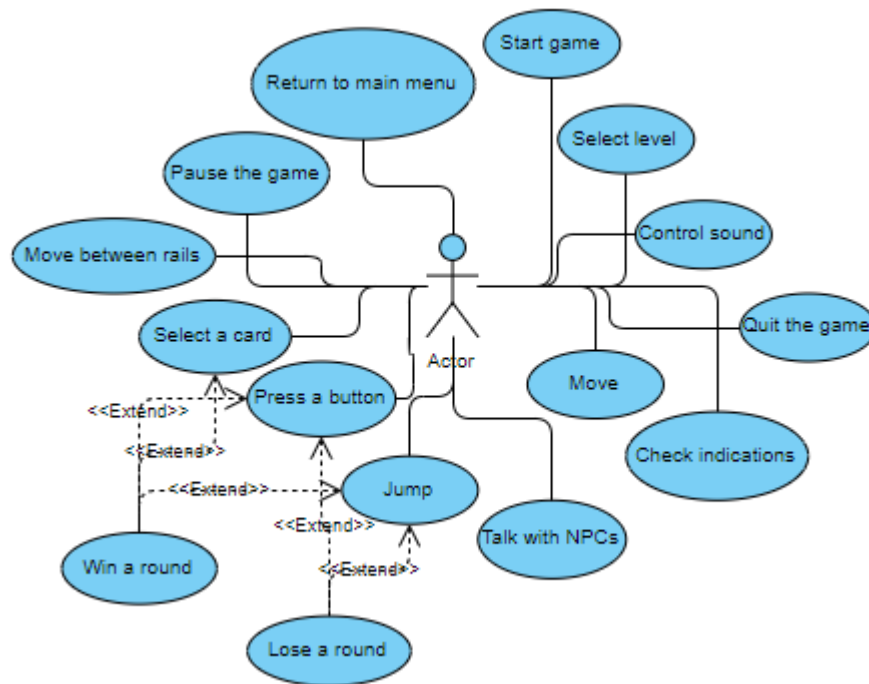 Start game
Return to main menu
Select level
Pause the game
Control sound
Move between rails
Quit the game
Select a card
Actor
Move
Press a button
<<Extend>>
<<Extend>>
Check indications
<<Extend>>
Jump
<<Extend>>
Talk with NPCs
Win a round
<<Extend>>
Lose a round